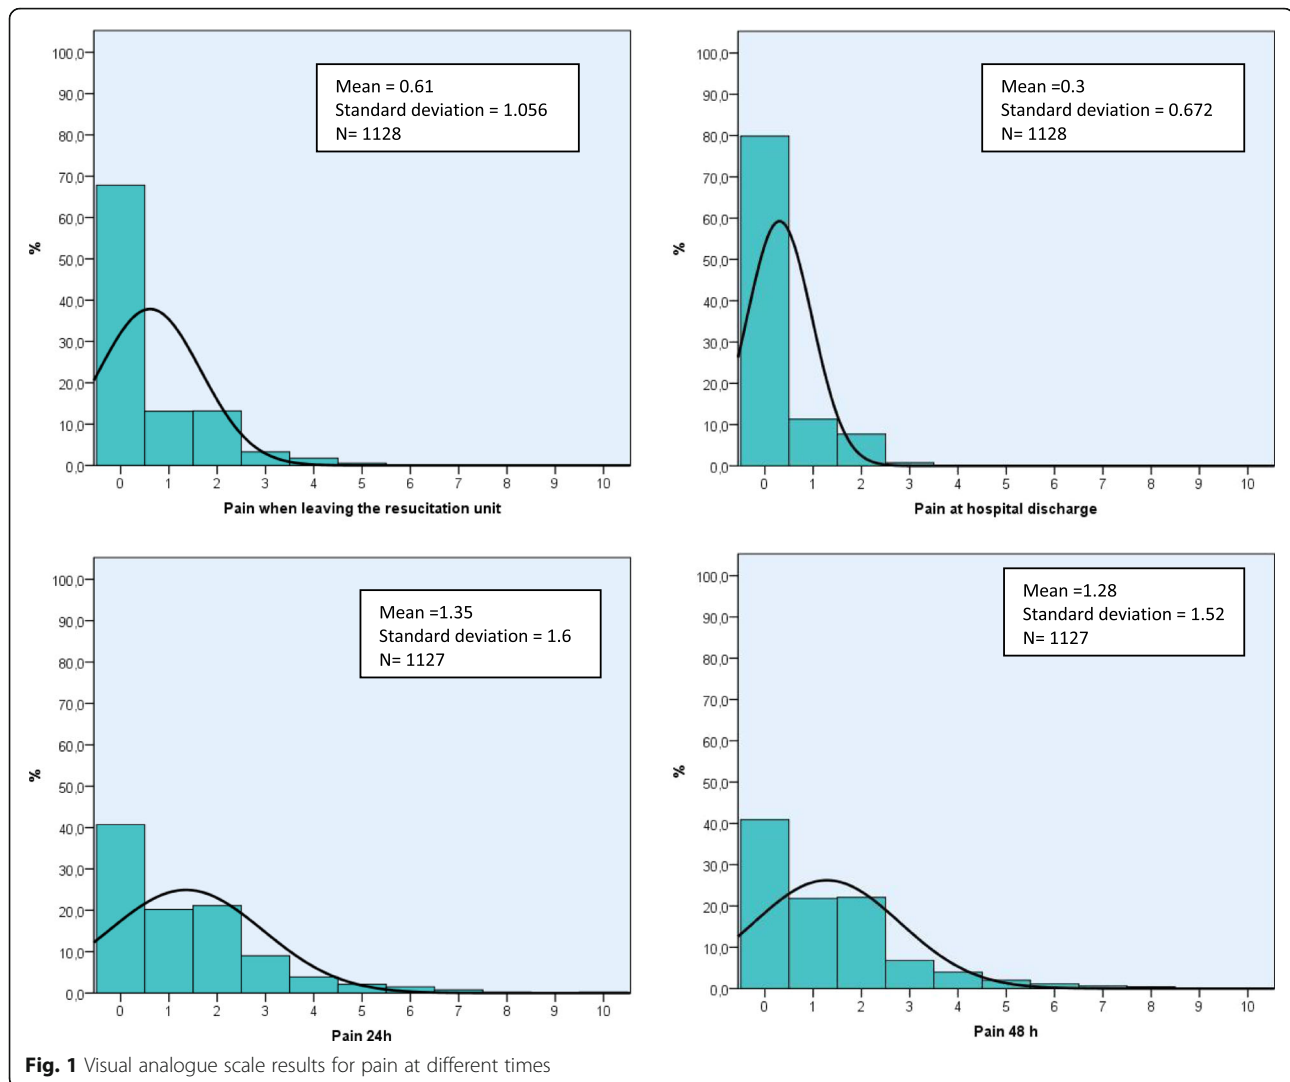 100,0
90,0
80,0
70,0
60,0
50,0
40,0
30,0
20,0
10,0
0,0
%
Mean = 0.61
Standard deviation = 1.056
N= 1128
0 1 2 3 4 5 6 7 8 9 10
Pain when leaving the resucitation unit
100,0
90,0
80,0
70,0
60,0
50,0
40,0
30,0
20,0
10,0
0,0
%
Mean =0.3
Standard deviation = 0.672
N= 1128
0 1 2 3 4 5 6 7 8 9 10
Pain at hospital discharge
100,0
90,0
80,0
70,0
60,0
50,0
40,0
30,0
20,0
10,0
0,0
%
Mean =1.35
Standard deviation = 1.6
N= 1127
0 1 2 3 4 5 6 7 8 9 10
Pain 24h
100,0
90,0
80,0
70,0
60,0
50,0
40,0
30,0
20,0
10,0
0,0
%
Mean =1.28
Standard deviation = 1.52
N= 1127
0 1 2 3 4 5 6 7 8 9 10
Pain 48 h
Fig. 1 Visual analogue scale results for pain at different times